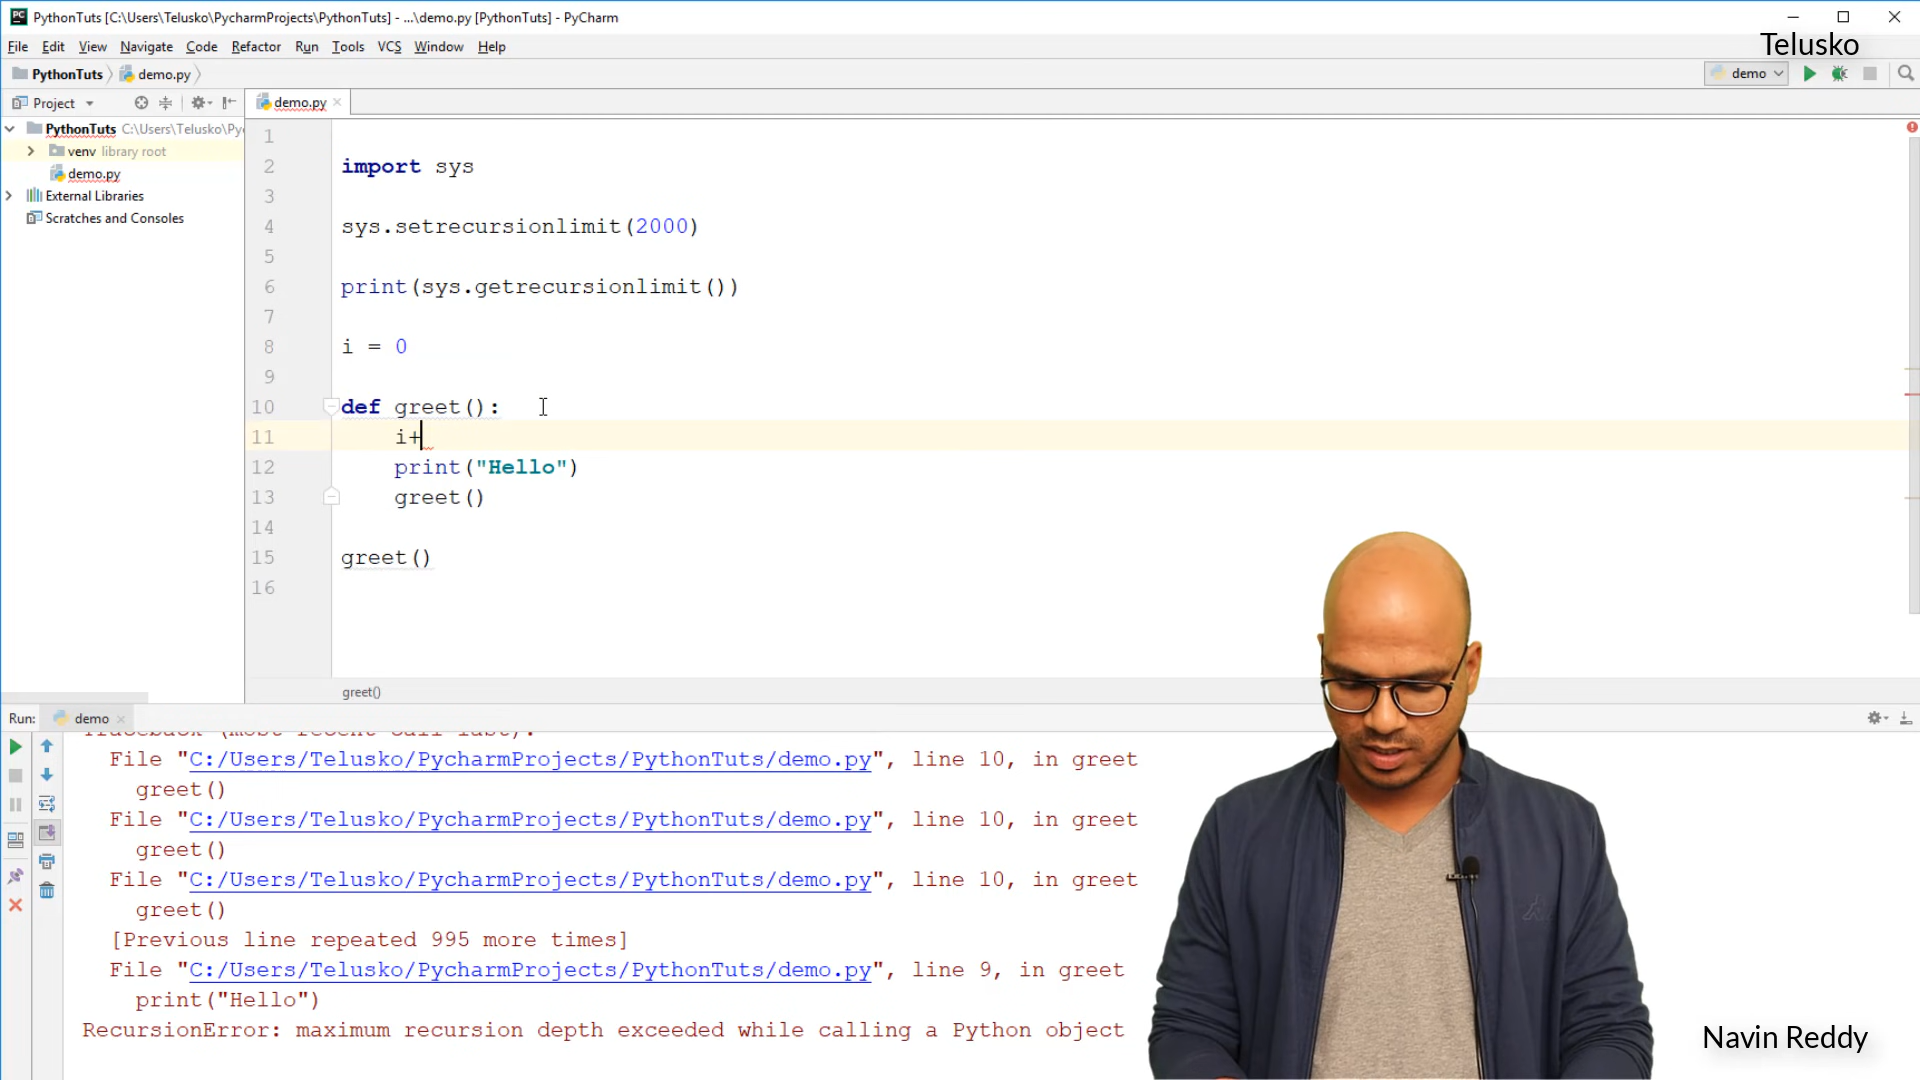 PythonTuts [C:\Users\Telusko\PycharmProjects\PythonTuts] - ...\demo.py [PythonTuts] - PyCharm
File Edit View Navigate Code Refactor Run Tools VCS Window Help
Telusko
PythonTuts demo.py
demo
Project
demo.py
PythonTuts C:\Users\Telusko\Py
venv library root
demo.py
External Libraries
Scratches and Consoles
1
2 import sys
3
4 sys.setrecursionlimit(2000)
5
6 print(sys.getrecursionlimit())
7
8 i = 0
9
10 def greet():
11 i+
12 print("Hello")
13 greet()
14
15 greet()
16
greet()
Run: demo
Traceback (most recent call last):
File "C:/Users/Telusko/PycharmProjects/PythonTuts/demo.py", line 10, in greet
greet()
File "C:/Users/Telusko/PycharmProjects/PythonTuts/demo.py", line 10, in greet
greet()
File "C:/Users/Telusko/PycharmProjects/PythonTuts/demo.py", line 10, in greet
greet()
[Previous line repeated 995 more times]
File "C:/Users/Telusko/PycharmProjects/PythonTuts/demo.py", line 9, in greet
print("Hello")
RecursionError: maximum recursion depth exceeded while calling a Python object
Navin Reddy